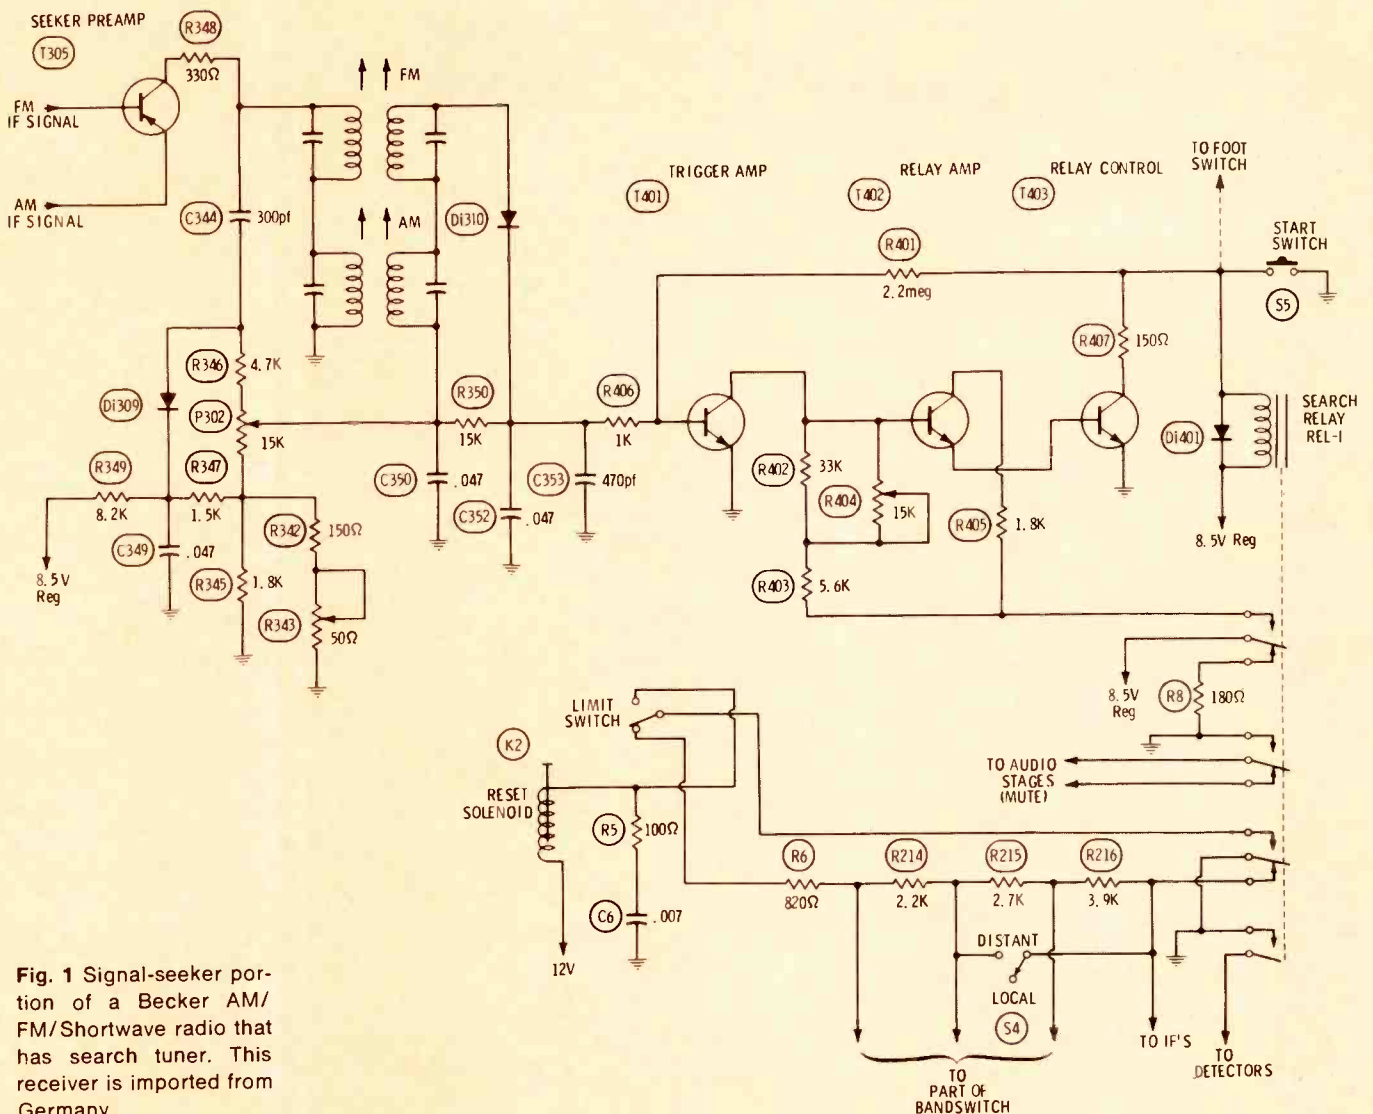 SEEKER PREAMP
T305
R348
330Ω
FM
IF SIGNAL
AM
IF SIGNAL
C344
300pf
FM
AM
Di310
TRIGGER AMP
T401
RELAY AMP
T402
RELAY CONTROL
T403
TO FOOT
SWITCH
START
SWITCH
S5
R401
2.2meg
R407
150Ω
R346
4.7K
Di309
P302
15K
R350
15K
R406
1K
SEARCH
RELAY
REL-1
Di401
R349
8.2K
R347
1.5K
C350
.047
C353
470pf
R402
33K
R404
15K
R405
1.8K
8.5V Reg
C349
.047
R342
150Ω
C352
.047
8.5V
Reg
R345
1.8K
R343
50Ω
R403
5.6K
8.5V
Reg
R8
180Ω
LIMIT
SWITCH
K2
RESET
SOLENOID
TO AUDIO
STAGES
(MUTE)
R5
100Ω
C6
.007
12V
R6
820Ω
R214
2.2K
R215
2.7K
R216
3.9K
DISTANT
LOCAL
S4
TO IF'S
TO
DETECTORS
TO
PART OF
BANDSWITCH
Fig. 1 Signal-seeker por-
tion of a Becker AM/
FM/Shortwave radio that
has search tuner. This
receiver is imported from
Germany.